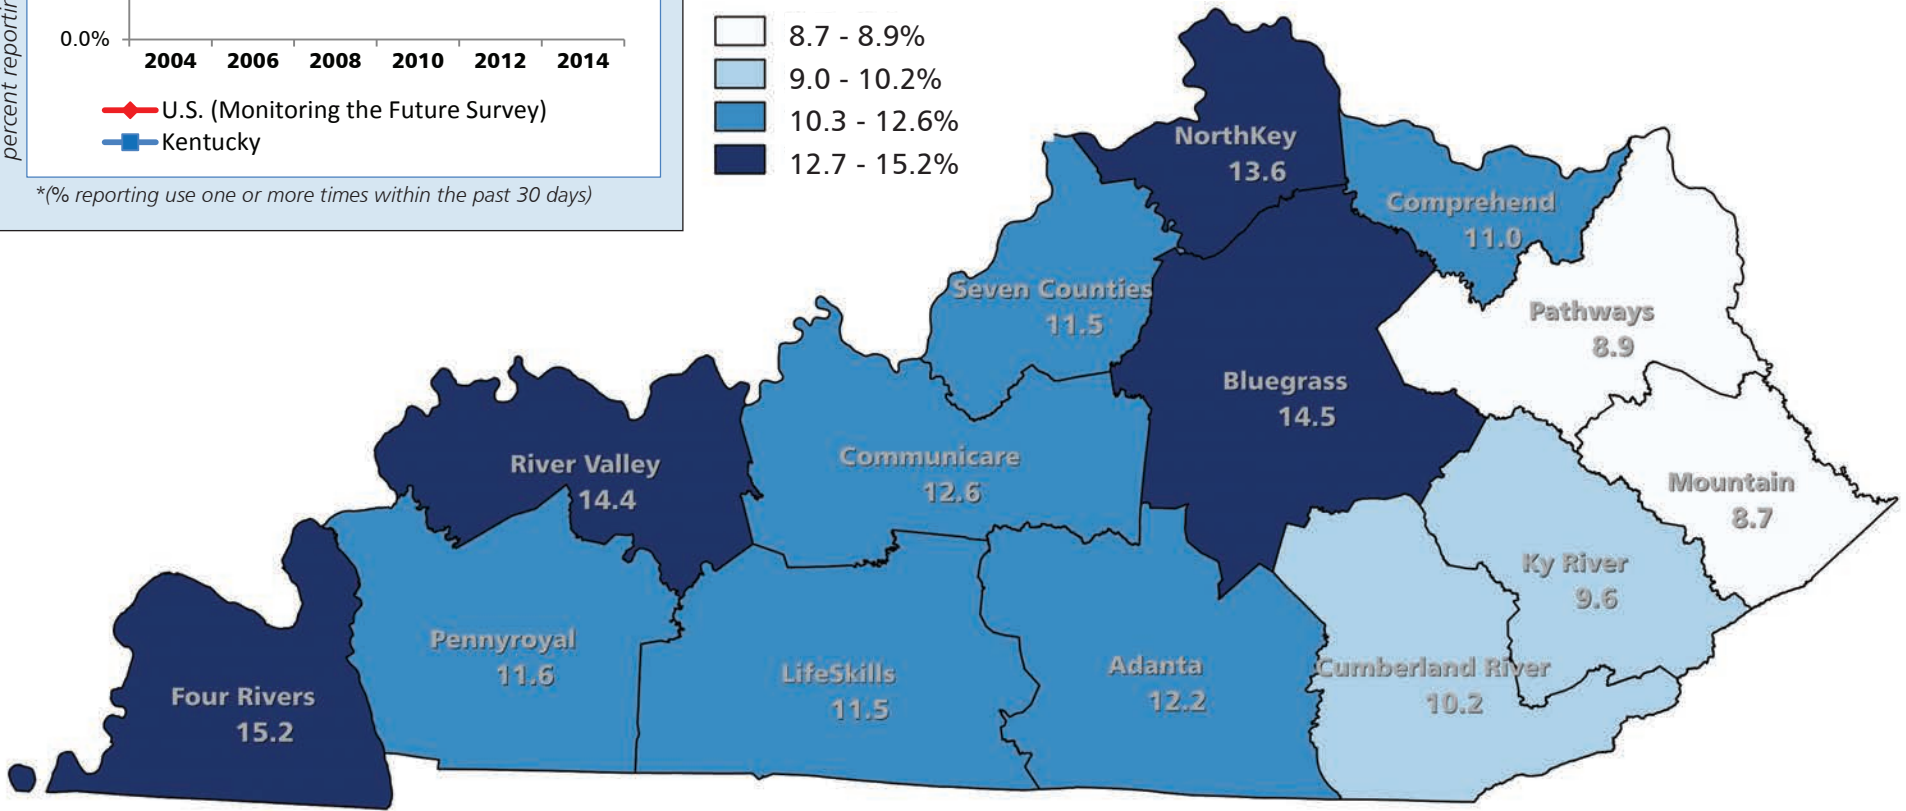 percent reporting
0.0%
2004 2006 2008 2010 2012 2014
U.S. (Monitoring the Future Survey)
Kentucky
*(% reporting use one or more times within the past 30 days)
8.7 - 8.9%
9.0 - 10.2%
10.3 - 12.6%
12.7 - 15.2%
NorthKey
13.6
Comprehend
11.0
Seven Counties
11.5
Pathways
8.9
Bluegrass
14.5
River Valley
14.4
Communicare
12.6
Mountain
8.7
Ky River
9.6
Pennyroyal
11.6
LifeSkills
11.5
Adanta
12.2
Cumberland River
10.2
Four Rivers
15.2